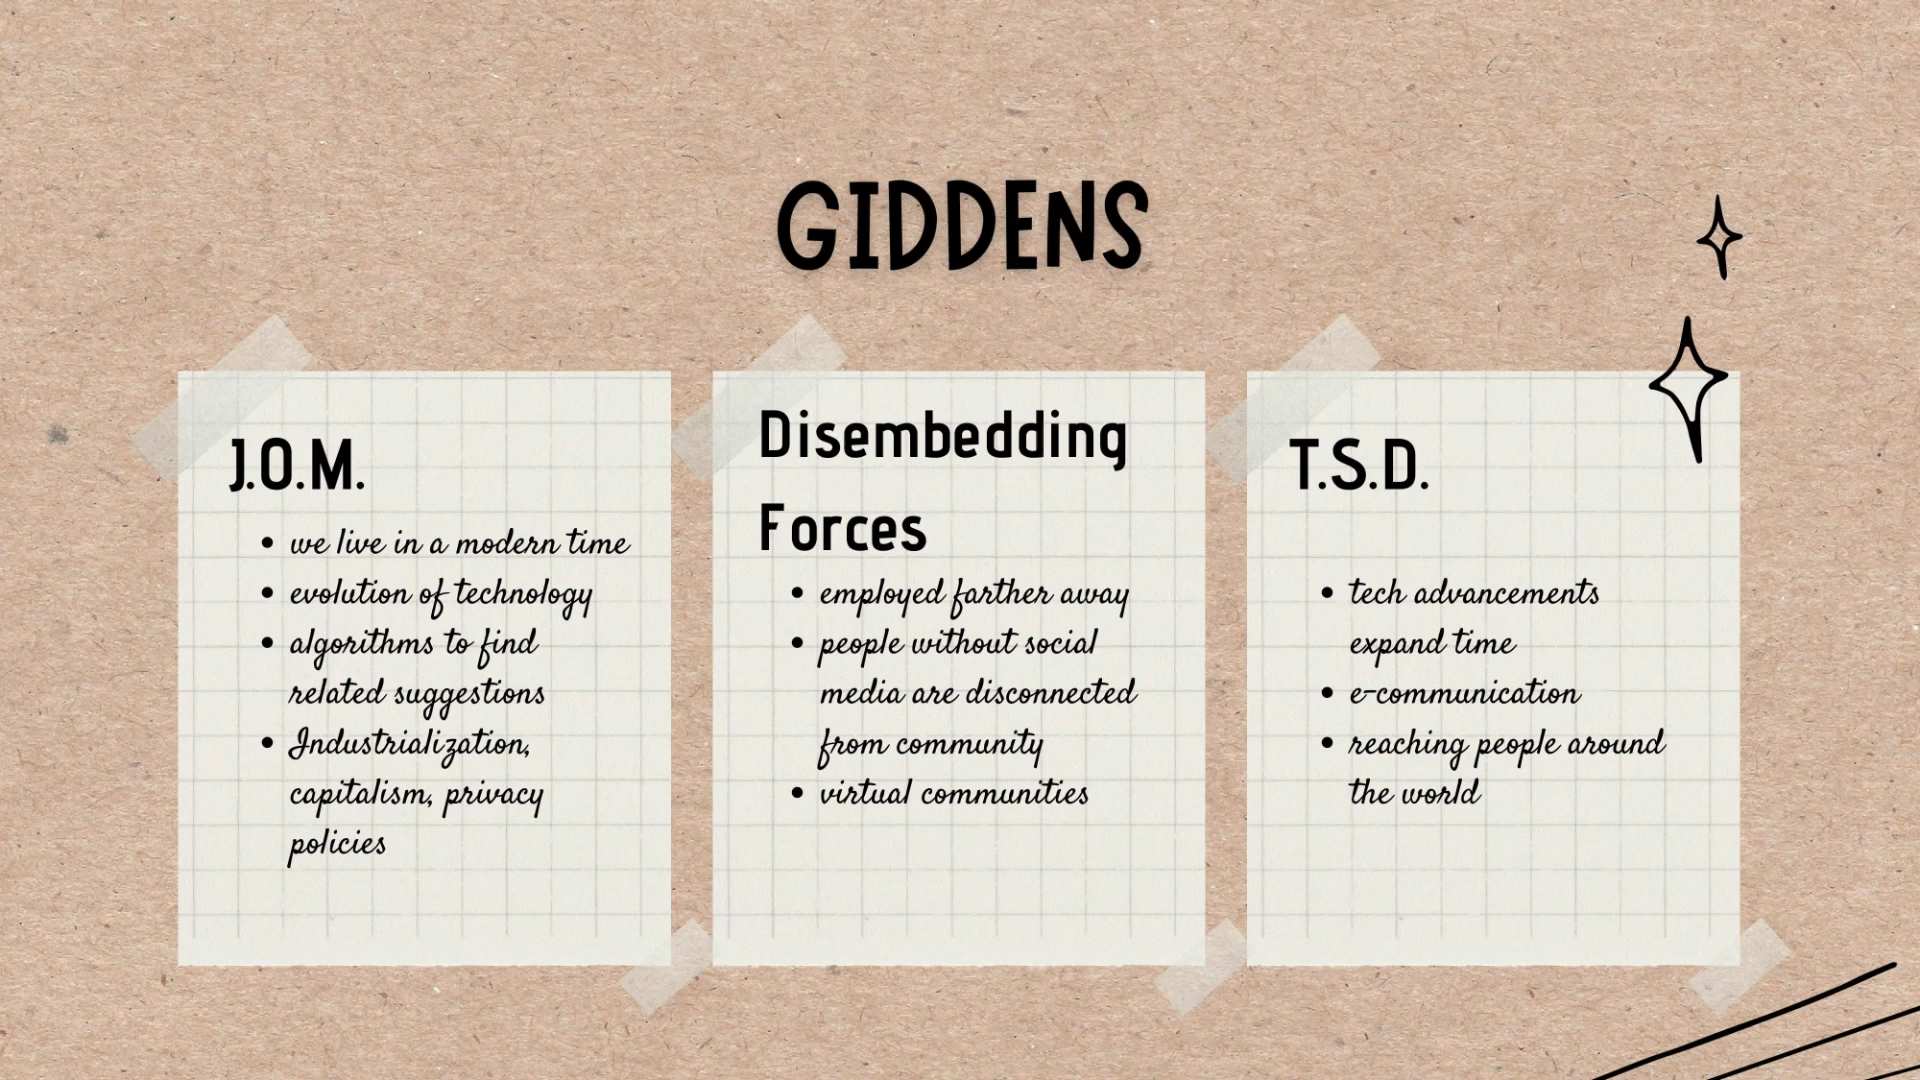 GIDDENS
J.O.M.
• we live in a modern time
• evolution of technology
• algorithms to find
related suggestions
• Industrialization,
capitalism, privacy
policies
Disembedding
Forces
• employed farther away
• people without social
media are disconnected
from community
• virtual communities
T.S.D.
• tech advancements
expand time
• e-communication
• reaching people around
the world